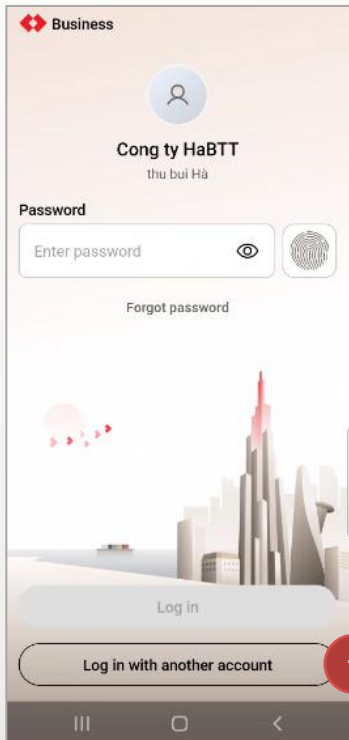 Business
Cong ty HaBTT
thu bui Hà
Password
Enter password
Forgot password
Log in
Log in with another account